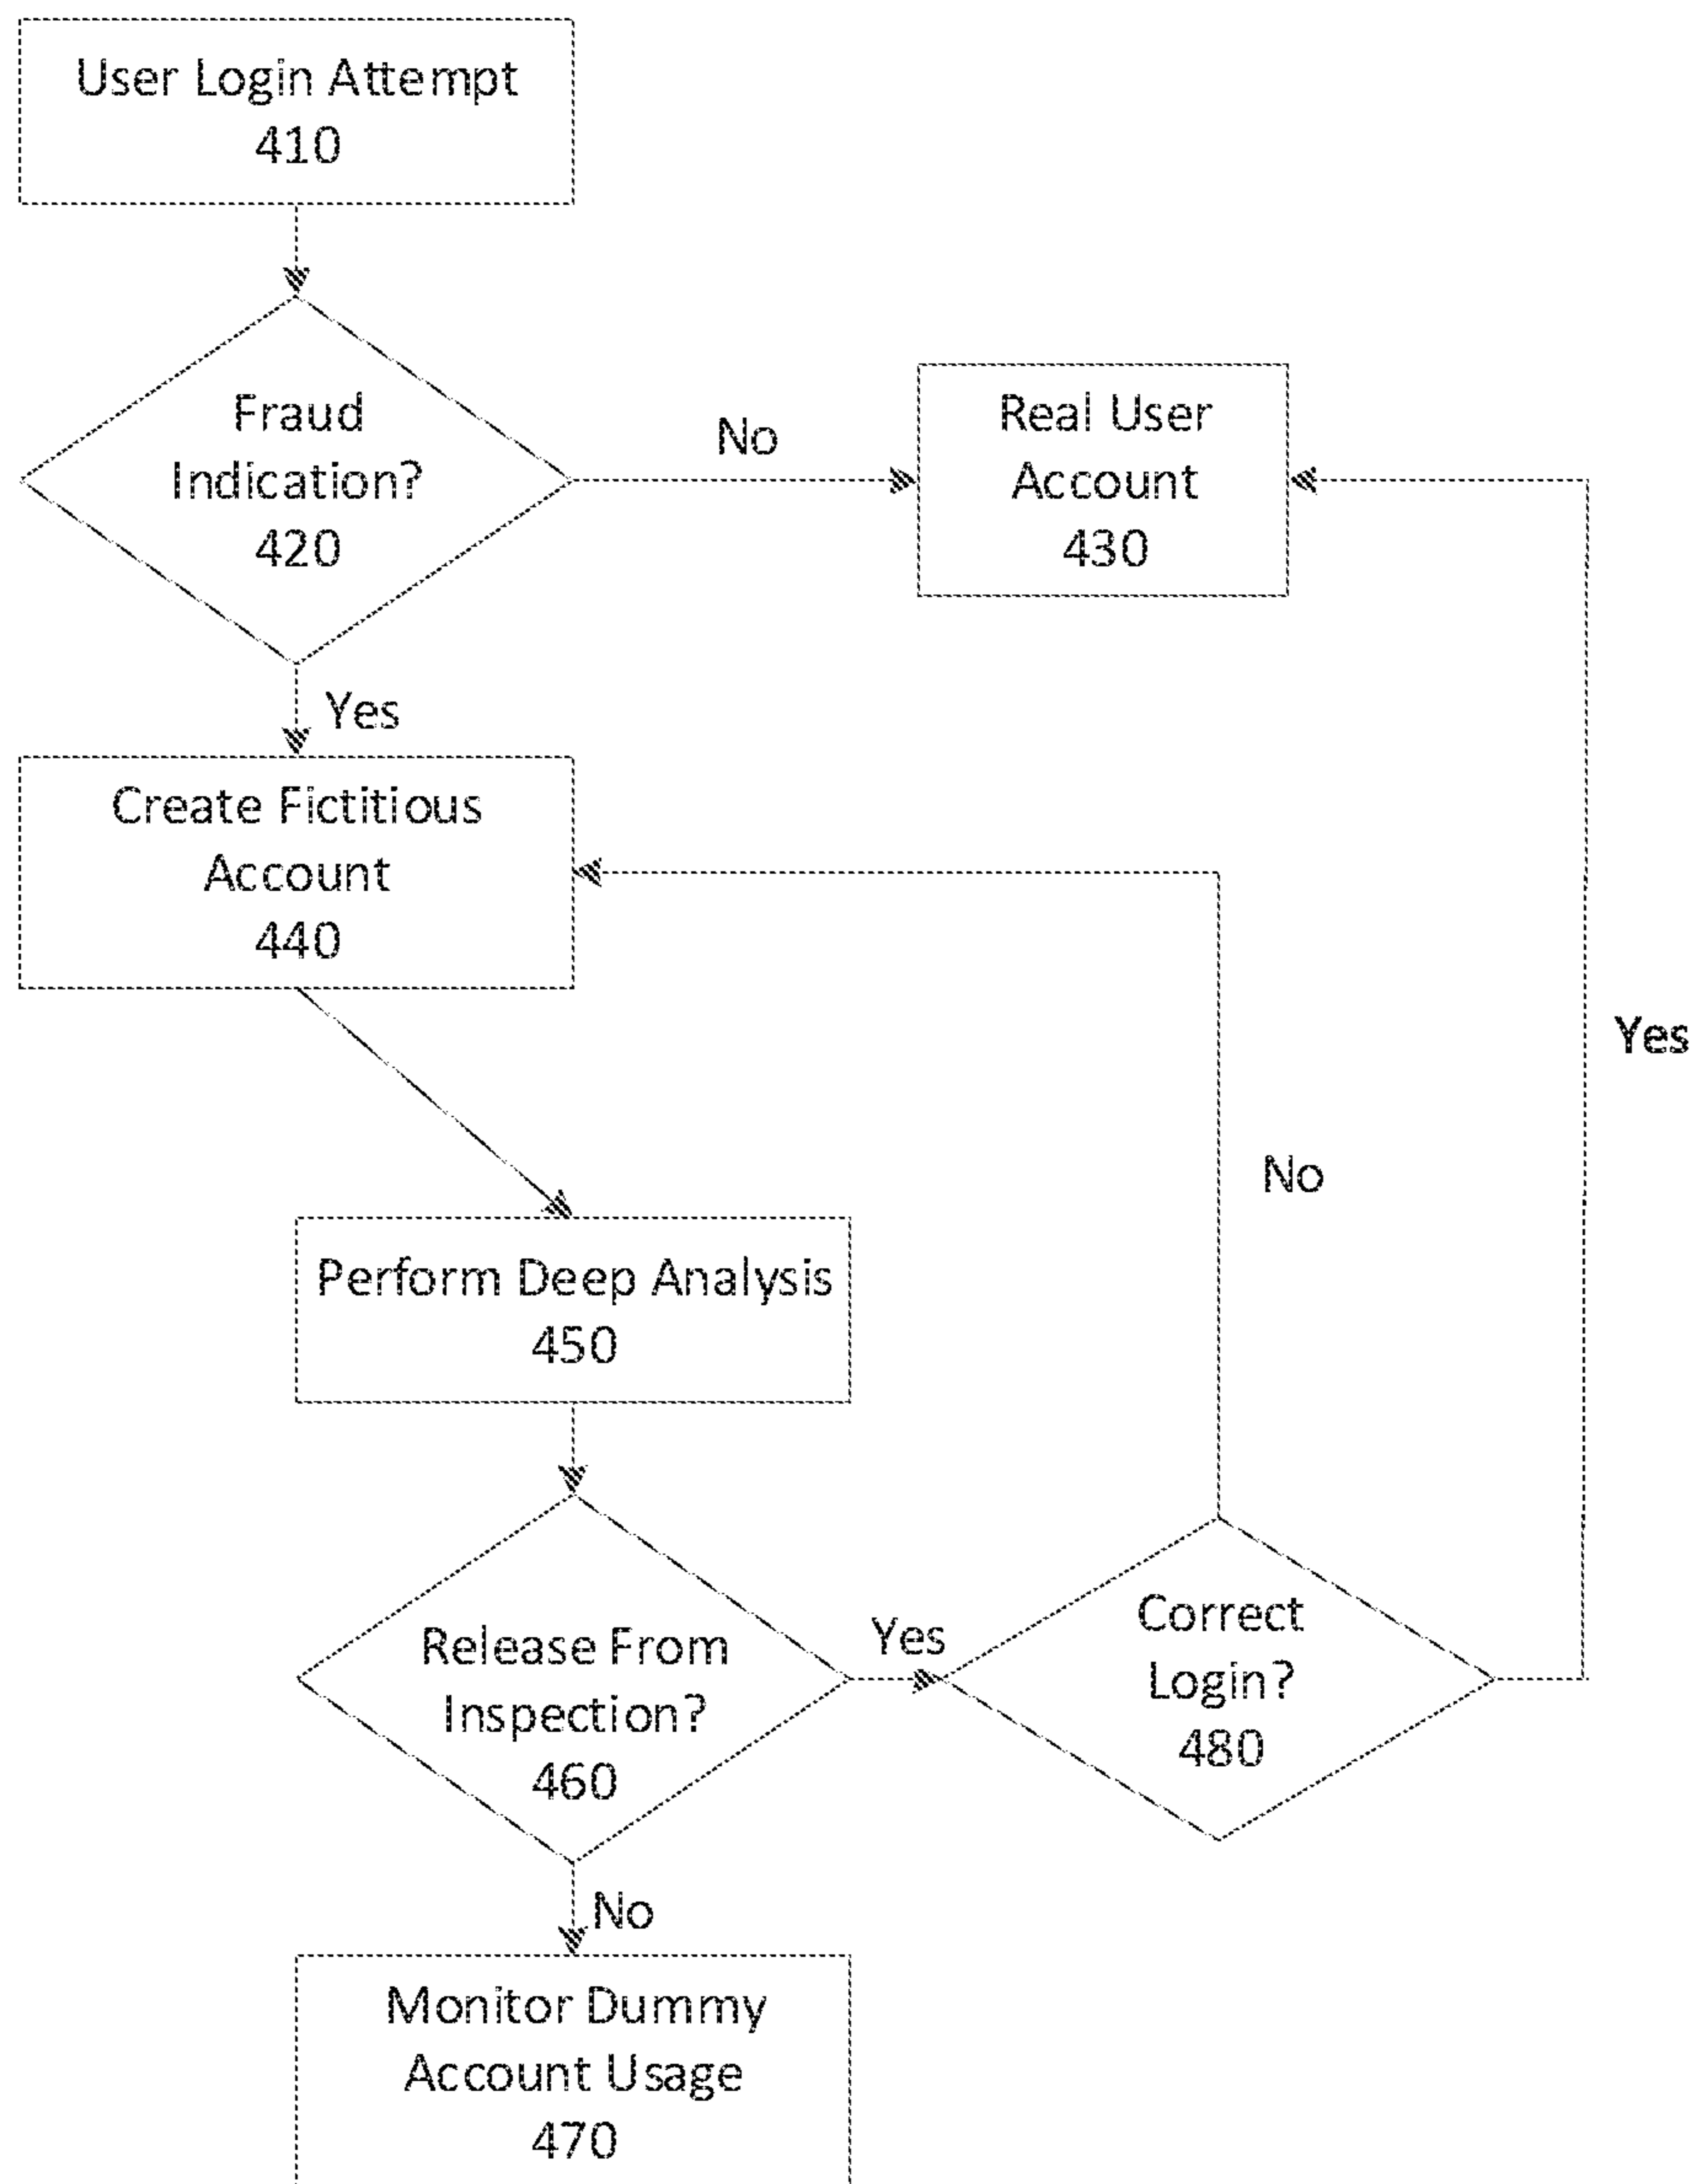 User Login Attempt
410
Fraud
Indication?
420
No
Real User
Account
430
Yes
Create Fictitious
Account
440
Yes
No
Perform Deep Analysis
450
Release From
Inspection?
460
Yes
Correct
Login?
480
No
Monitor Dummy
Account Usage
470